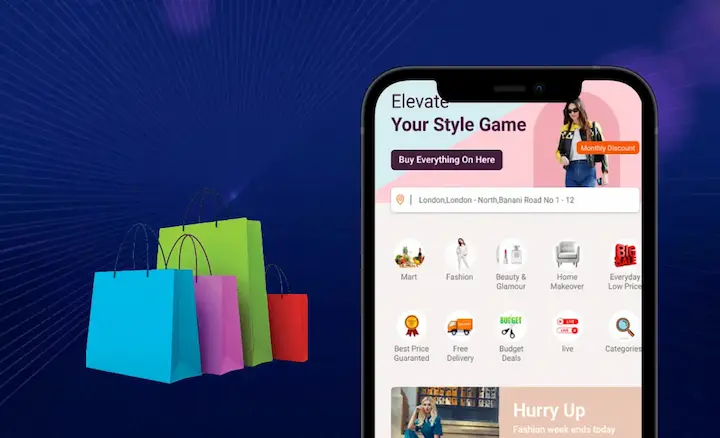 Elevate
Your Style Game
Monthly Discount
Buy Everything On Here
London,London - North,Banani Road No 1 - 12
Mart
Fashion
Beauty &
Glamour
Home
Makeover
BIG
SALE
Everyday
Low Price
Best Price
Guaranted
Free
Delivery
BUDGET
Budget
Deals
LIVE
LIVE
live
Categories
Hurry Up
Fashion week ends today